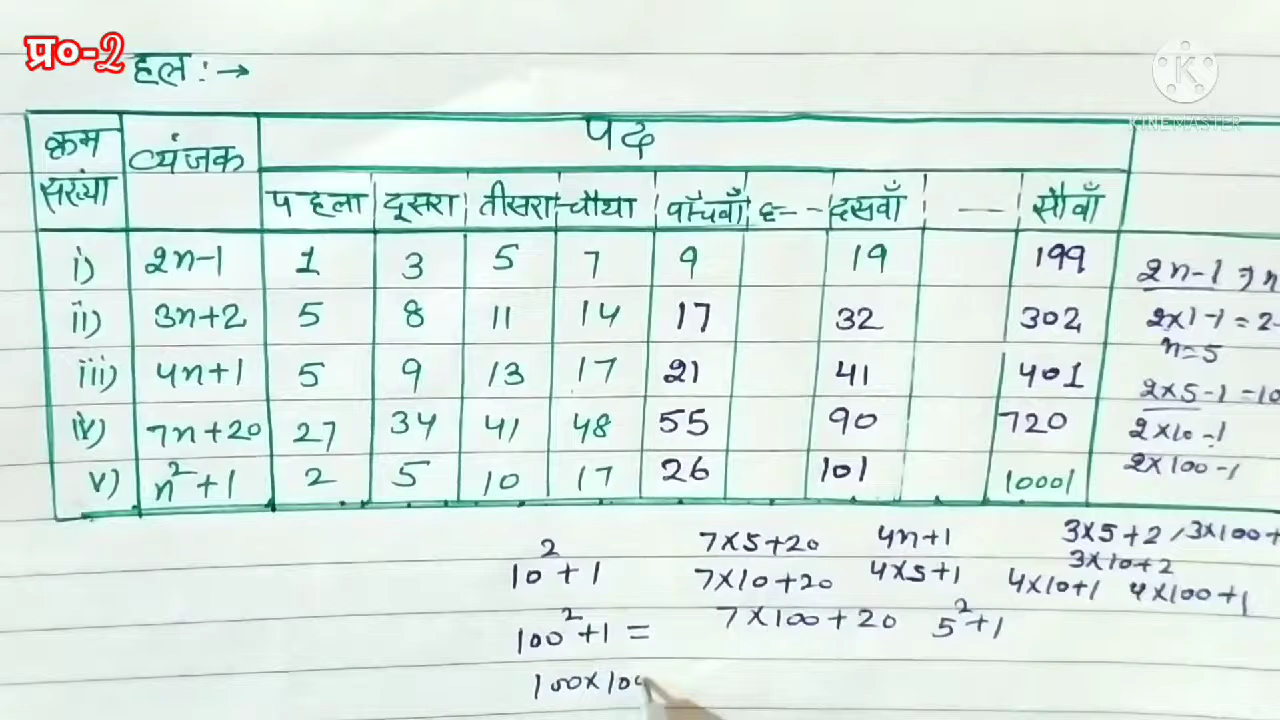 प्र०-2
हल :→
K
KINEMASTER
क्रम संख्या व्यंजक पद
पहला दूसरा तीसरा चौथा पाँचवाँ -- दसवाँ — सौवाँ
i) 2n-1 1 3 5 7 9 19 199
ii) 3n+2 5 8 11 14 17 32 302
iii) 4n+1 5 9 13 17 21 41 401
iv) 7n+20 27 34 41 48 55 90 720
v) n²+1 2 5 10 17 26 101 10001
2n-1, n
2×1-1=2-
n=5
2×5-1=10
2×10-1
2×100-1
10²+1 7×5+20 4n+1 3×5+2, 3×100+
7×10+20 4×5+1 3×10+2
4×10+1 4×100+1
100²+1= 7×100+20 5²+1
100×100